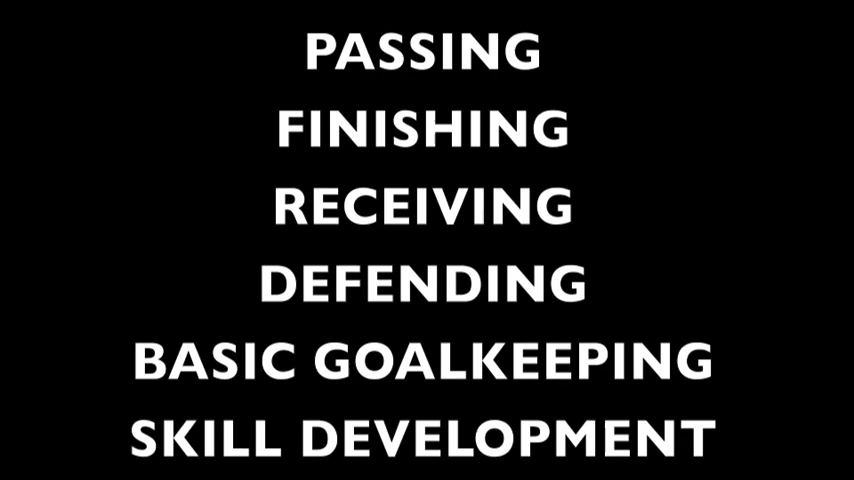 PASSING
FINISHING
RECEIVING
DEFENDING
BASIC GOALKEEPING
SKILL DEVELOPMENT